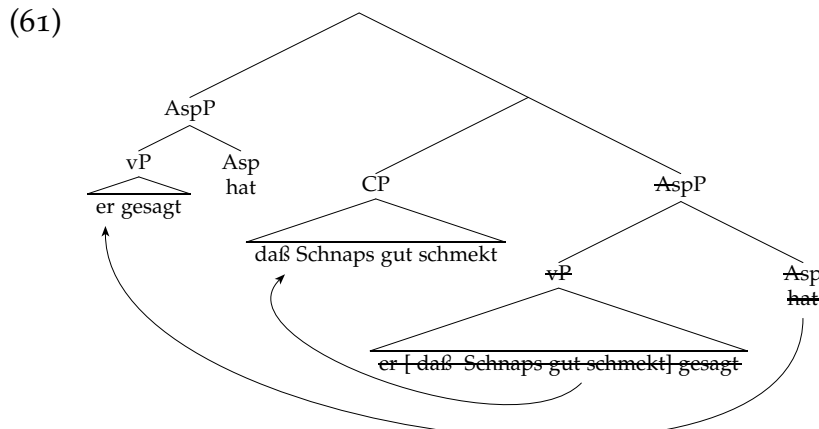 (61)
AspP
vP Asp
er gesagt hat
CP AspP
daß Schnaps gut schmekt
vP Asp
hat
er [ daß Schnaps gut schmekt] gesagt